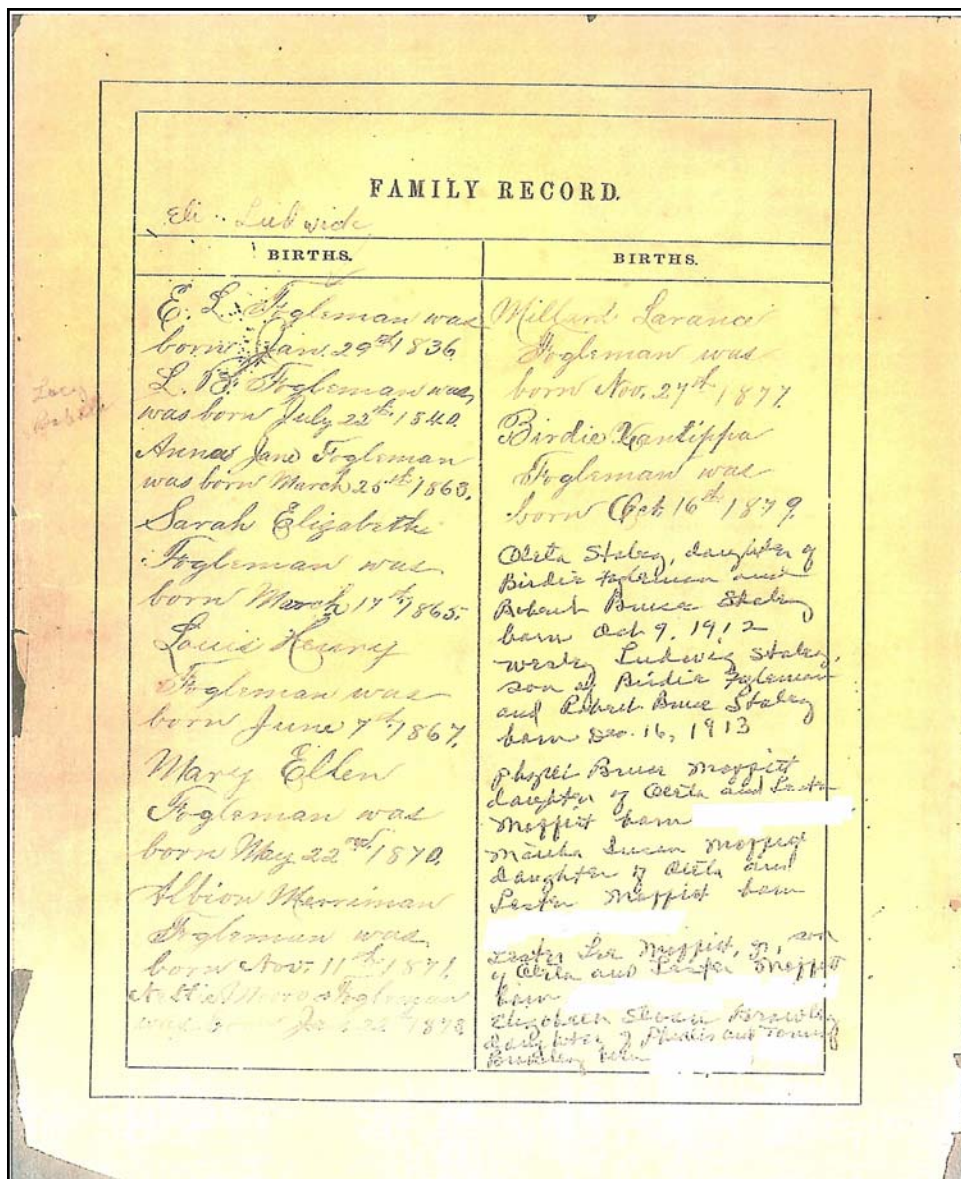 FAMILY RECORD.
Eli Ludwick
BIRTHS.
E. L. Fogleman was
born Jan. 29th 1836
L. B. Fogleman was,
was born July 22th 1840.
Annas Jane Fogleman
was born March 25th 1863.
Sarah Elizabeth
Fogleman was
born March 17th 1865.
Louis Henry
Fogleman was
born June 7th 1867.
Mary Ellen
Fogleman was
born May 22nd 1870.
Albion Merriman
Fogleman was
born Nov. 11th 1871.
Fogleman
was born
BIRTHS.
Millard Larance
Fogleman was
born Nov. 27th 1877
Birdie Xantippa
Fogleman was
born Oct. 16th 1879.
Oleta Staley, daughter of
Birdie Fogleman and
Robert Bruce Staley
born Oct 9, 1912
Wesley Ludwig Staley,
son of Birdie Fogleman
and Robert Bruce Staley
born Dec. 16, 1913
Bruce Moffitt
daughter of Oleta and Lester
Moffitt born
Moffitt
daughter of Oleta and
Lester Moffitt born
Lester Lee Moffitt, Jr, son
of Oleta and Lester Moffitt
born
daughter of and
born